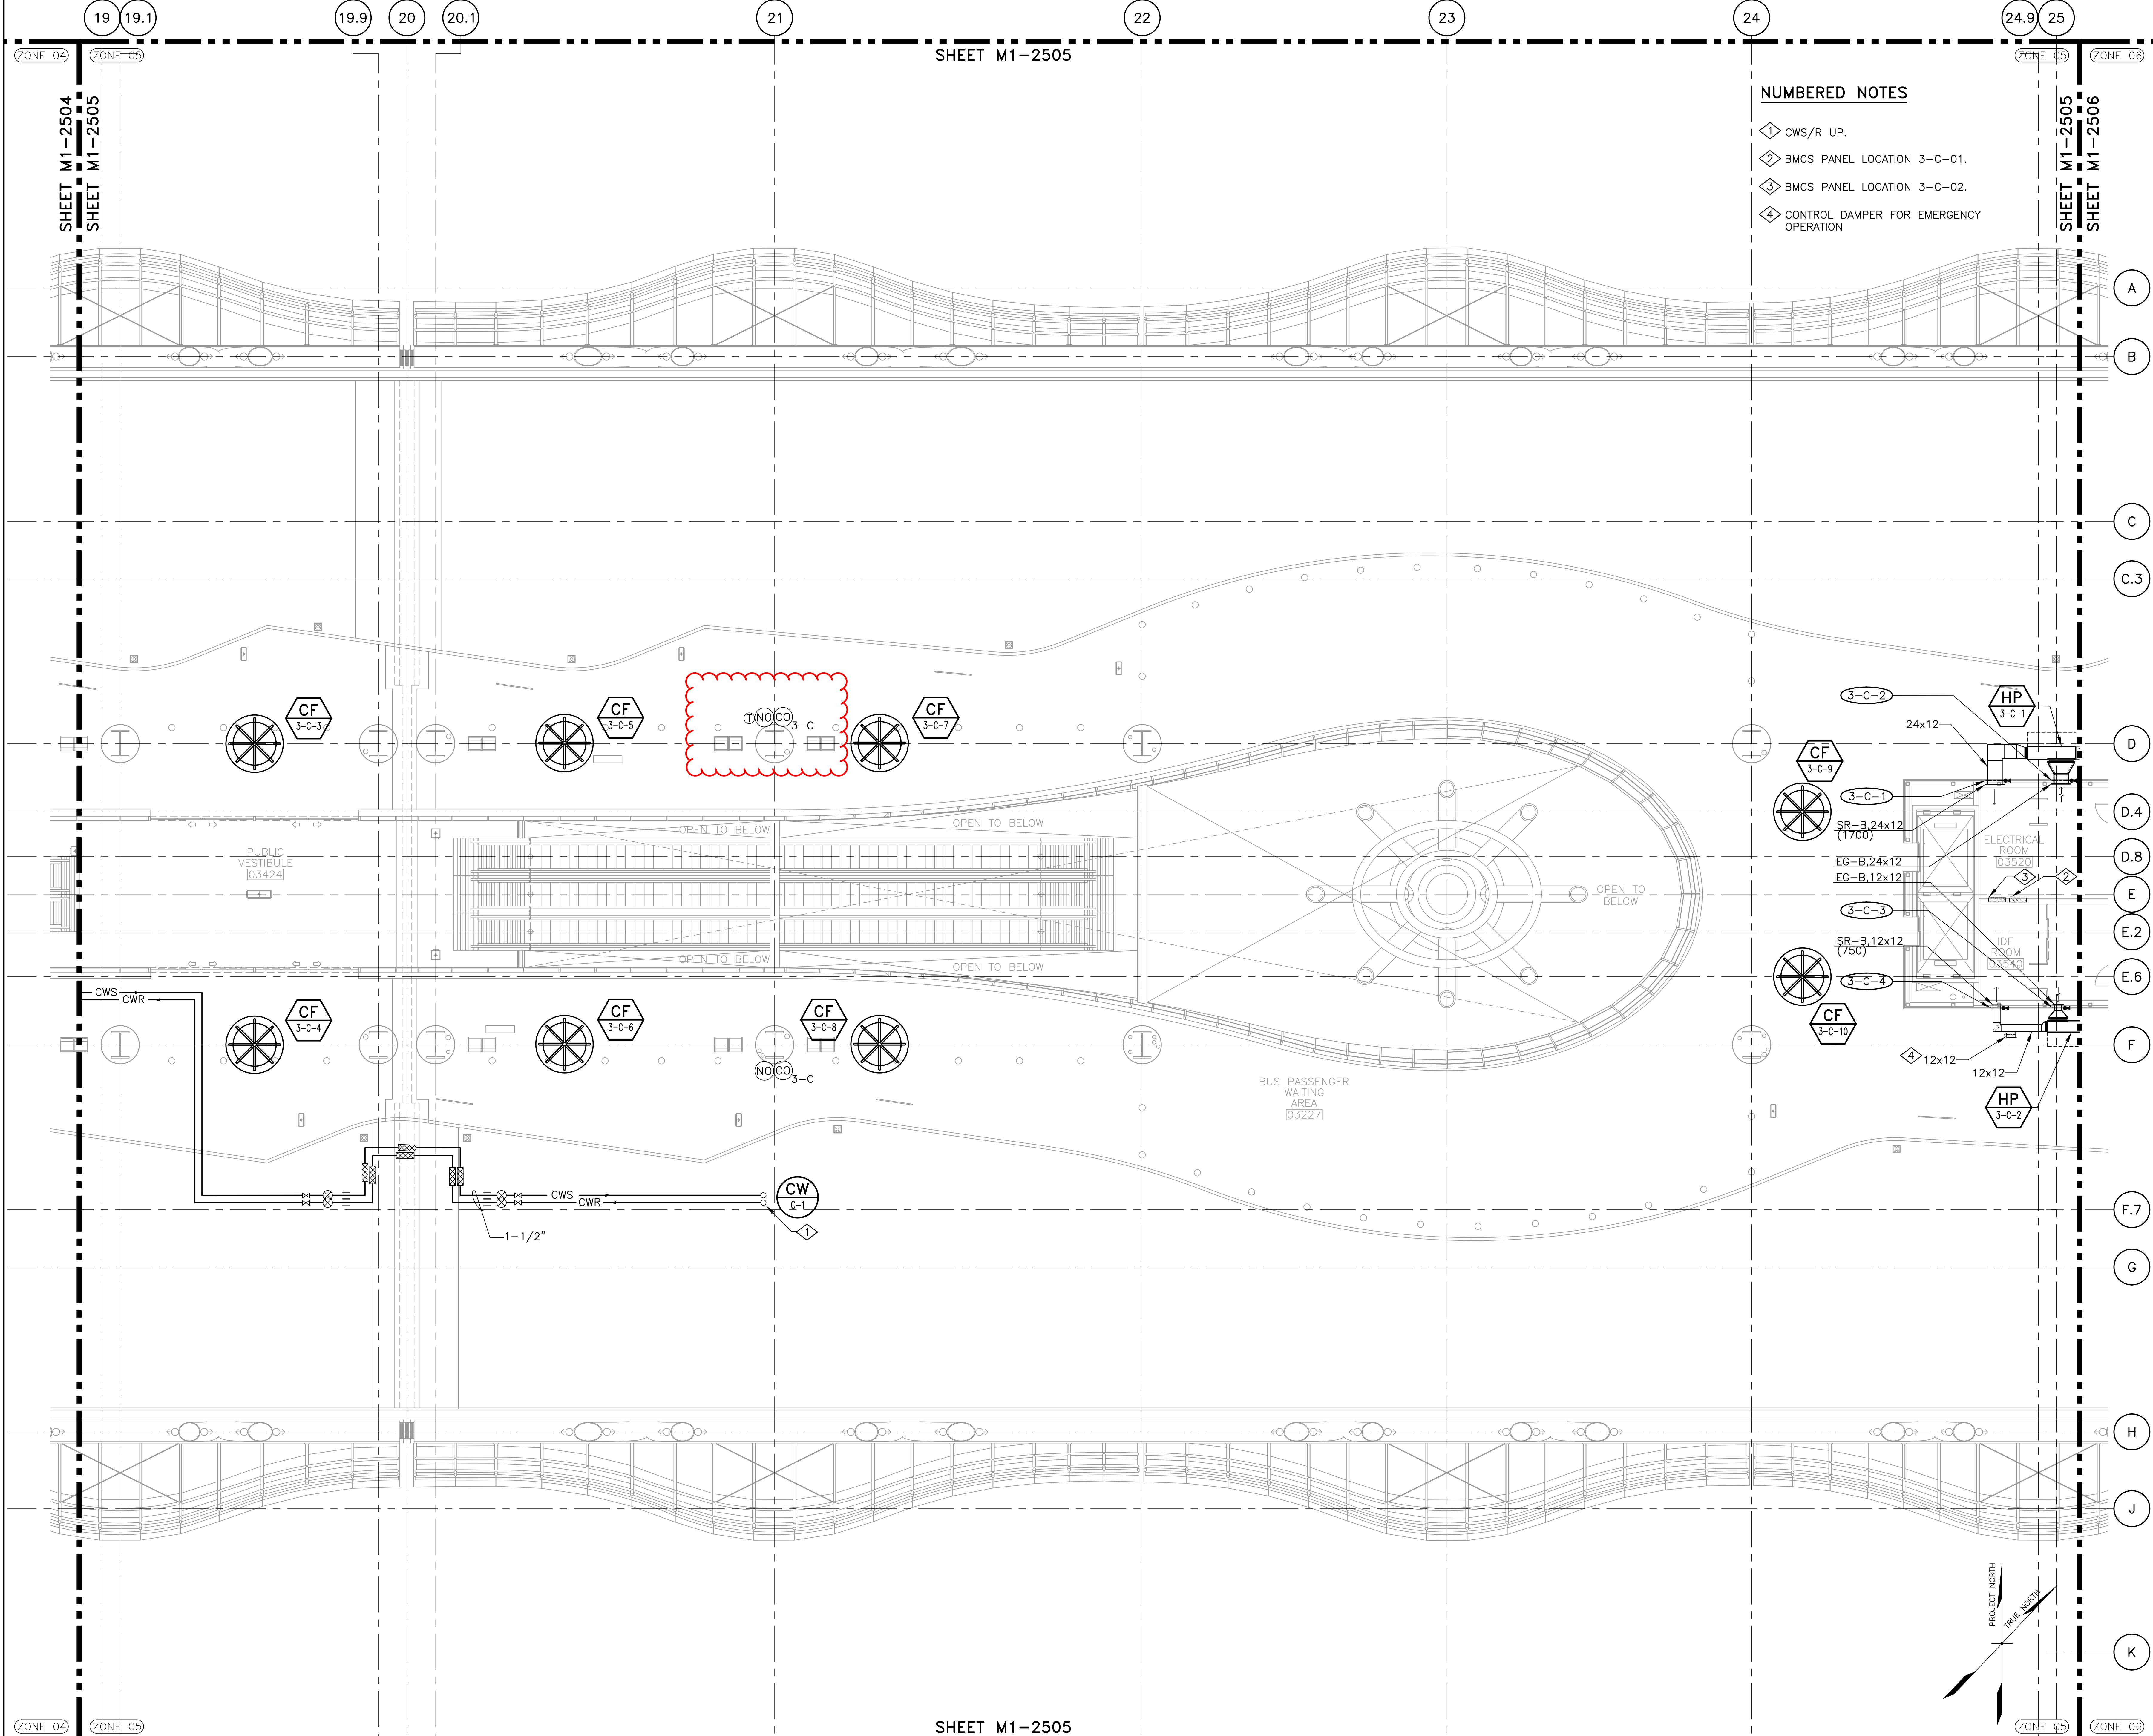 19 19.1 19.9 20 20.1 21 22 23 24 24.9 25
SHEET M1-2505
ZONE 04 ZONE 05
ZONE 05 ZONE 06
SHEET M1-2504
SHEET M1-2505
SHEET M1-2505
SHEET M1-2506
NUMBERED NOTES
1 CWS/R UP.
2 BMCS PANEL LOCATION 3-C-01.
3 BMCS PANEL LOCATION 3-C-02.
4 CONTROL DAMPER FOR EMERGENCY
OPERATION
A
B
C
C.3
D
D.4
D.8
E
E.2
E.6
F
F.7
G
H
J
K
CF
3-C-3
CF
3-C-5
T NO CO 3-C
CF
3-C-7
3-C-2
HP
3-C-1
24x12
CF
3-C-9
3-C-1
SR-B,24x12
(1700)
EG-B,24x12
EG-B,12x12
3-C-3
SR-B,12x12
(750)
3-C-4
ELECTRICAL
ROOM
03520
3
2
IDF
ROOM
03540
CF
3-C-10
4 12x12
12x12
HP
3-C-2
OPEN TO BELOW
OPEN TO BELOW
PUBLIC
VESTIBULE
03424
OPEN TO
BELOW
OPEN TO BELOW
OPEN TO BELOW
CWS
CWR
CF
3-C-4
CF
3-C-6
CF
3-C-8
NO CO 3-C
BUS PASSENGER
WAITING
AREA
03227
CWS
CWR
CW
C-1
1
1-1/2"
PROJECT NORTH
TRUE NORTH
ZONE 04 ZONE 05
SHEET M1-2505
ZONE 05 ZONE 06